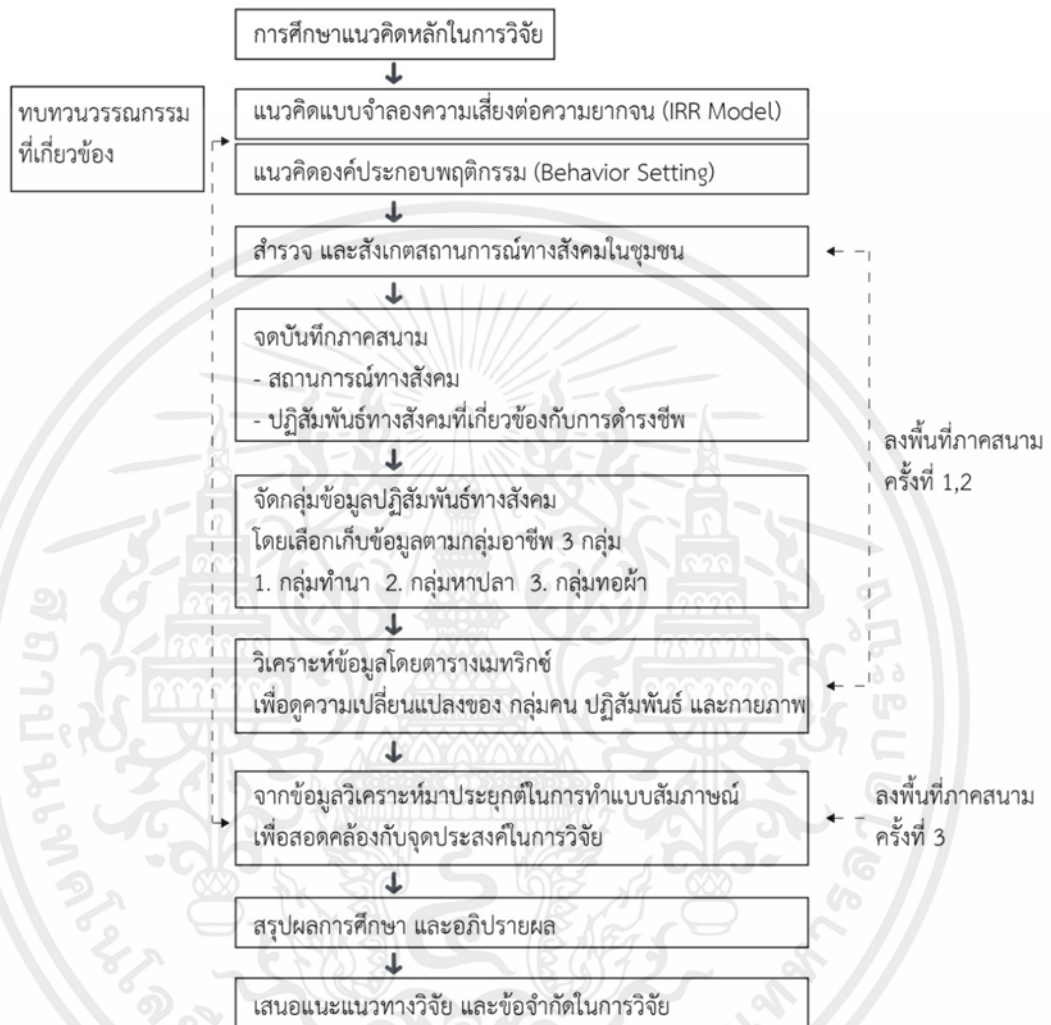 การศึกษาแนวคิดหลักในการวิจัย
ทบทวนวรรณกรรม
ที่เกี่ยวข้อง
แนวคิดแบบจำลองความเสี่ยงต่อความยากจน (IRR Model)
แนวคิดองค์ประกอบพฤติกรรม (Behavior Setting)
สำรวจ และสังเกตสถานการณ์ทางสังคมในชุมชน
จดบันทึกภาคสนาม
- สถานการณ์ทางสังคม
- ปฏิสัมพันธ์ทางสังคมที่เกี่ยวข้องกับการดำรงชีพ
ลงพื้นที่ภาคสนาม
ครั้งที่ 1,2
จัดกลุ่มข้อมูลปฏิสัมพันธ์ทางสังคม
โดยเลือกเก็บข้อมูลตามกลุ่มอาชีพ 3 กลุ่ม
1. กลุ่มทำนา 2. กลุ่มหาปลา 3. กลุ่มทอผ้า
วิเคราะห์ข้อมูลโดยตารางเมทริกซ์
เพื่อดูความเปลี่ยนแปลงของ กลุ่มคน ปฏิสัมพันธ์ และกายภาพ
จากข้อมูลวิเคราะห์มาประยุกต์ในการทำแบบสัมภาษณ์
เพื่อสอดคล้องกับจุดประสงค์ในการวิจัย
ลงพื้นที่ภาคสนาม
ครั้งที่ 3
สรุปผลการศึกษา และอภิปรายผล
เสนอแนะแนวทางวิจัย และข้อจำกัดในการวิจัย